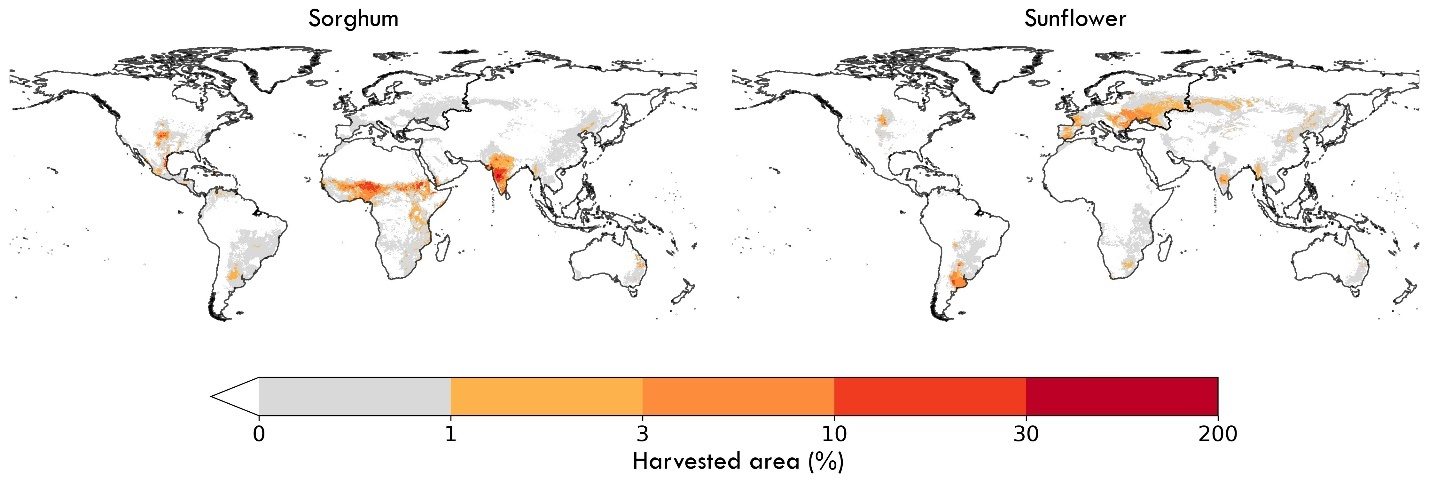 Sorghum
Sunflower
0 1 3 10 30 200
Harvested area (%)